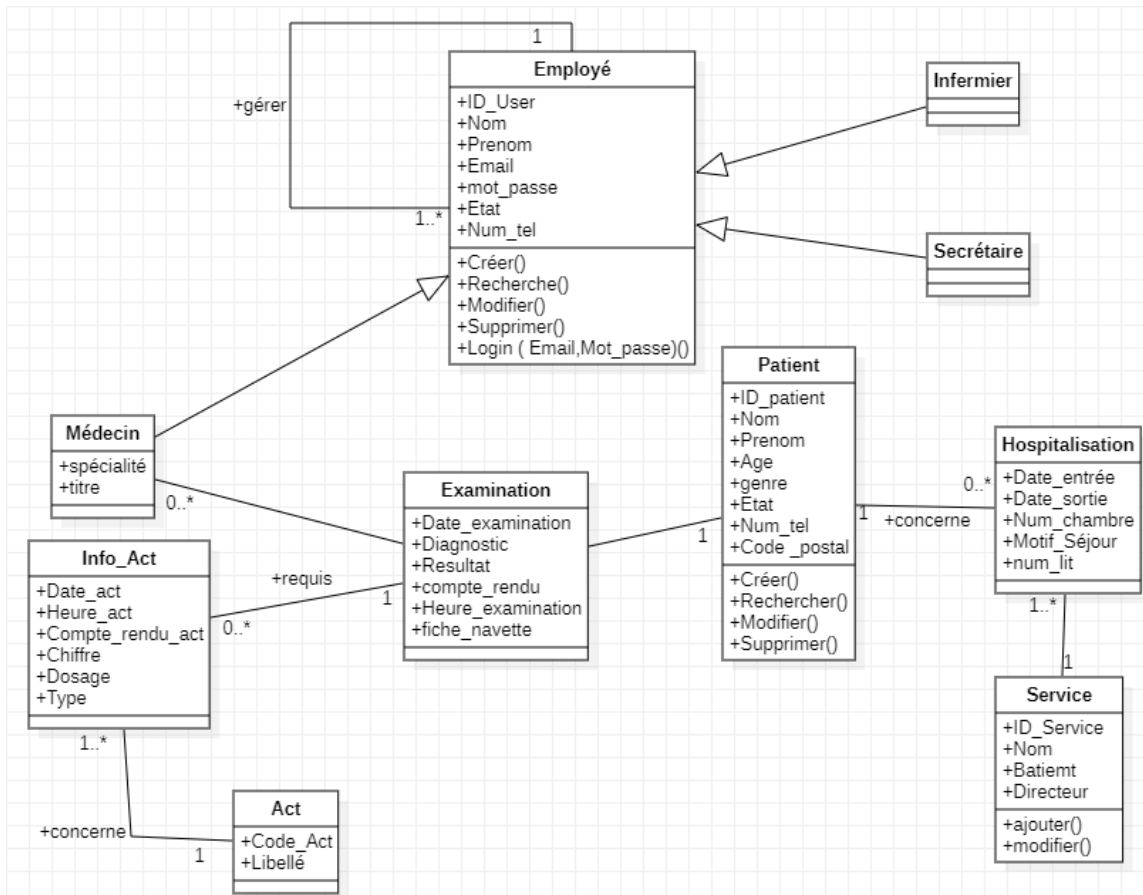 1
Employé
+ID_User
+Nom
+Prenom
+Email
+mot_passe
+Etat
+Num_tel
+Créer()
+Recherche()
+Modifier()
+Supprimer()
+Login ( Email,Mot_passe)()
+gérer
1..*
Infermier
Secrétaire
Médecin
+spécialité
+titre
0..*
Examination
+Date_examination
+Diagnostic
+Resultat
+compte_rendu
+Heure_examination
+fiche_navette
Patient
+ID_patient
+Nom
+Prenom
+Age
+genre
+Etat
+Num_tel
+Code _postal
+Créer()
+Rechercher()
+Modifier()
+Supprimer()
1
1
+concerne
0..*
Hospitalisation
+Date_entrée
+Date_sortie
+Num_chambre
+Motif_Séjour
+num_lit
1..*
1
Service
+ID_Service
+Nom
+Batiemt
+Directeur
+ajouter()
+modifier()
Info_Act
+Date_act
+Heure_act
+Compte_rendu_act
+Chiffre
+Dosage
+Type
+requis
0..*
1
1..*
+concerne
1
Act
+Code_Act
+Libellé